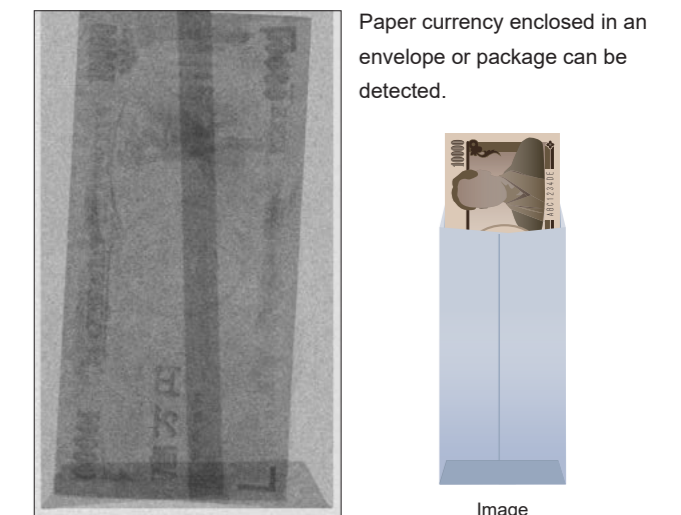 Paper currency enclosed in an
envelope or package can be
detected.
10000
ABC1234DE
Image